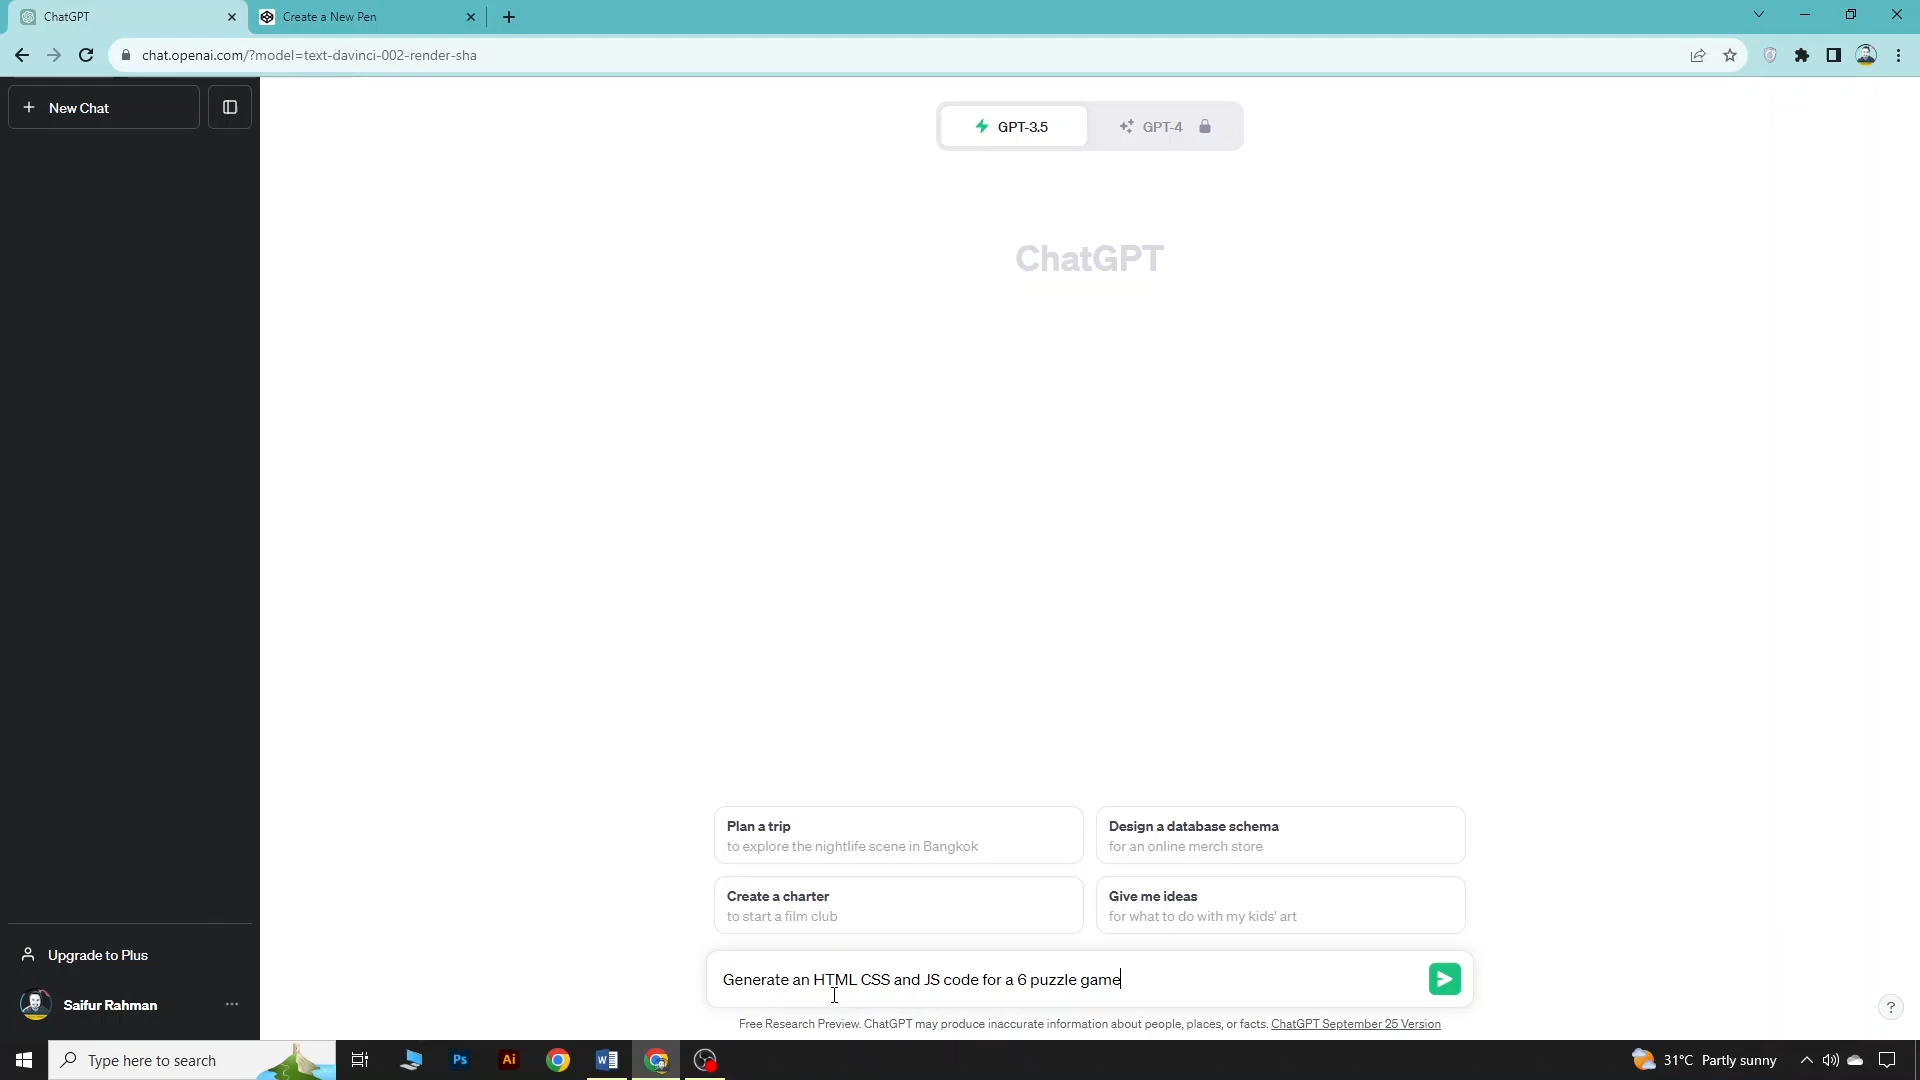 ChatGPT
Create a New Pen
chat.openai.com/?model=text-davinci-002-render-sha
New Chat
GPT-3.5
GPT-4
ChatGPT
Plan a trip
to explore the nightlife scene in Bangkok
Design a database schema
for an online merch store
Create a charter
to start a film club
Give me ideas
for what to do with my kids' art
Upgrade to Plus
Saifur Rahman
Generate an HTML CSS and JS code for a 6 puzzle game
Free Research Preview. ChatGPT may produce inaccurate information about people, places, or facts. ChatGPT September 25 Version
?
Type here to search
Ps
Ai
W
31°C Partly sunny